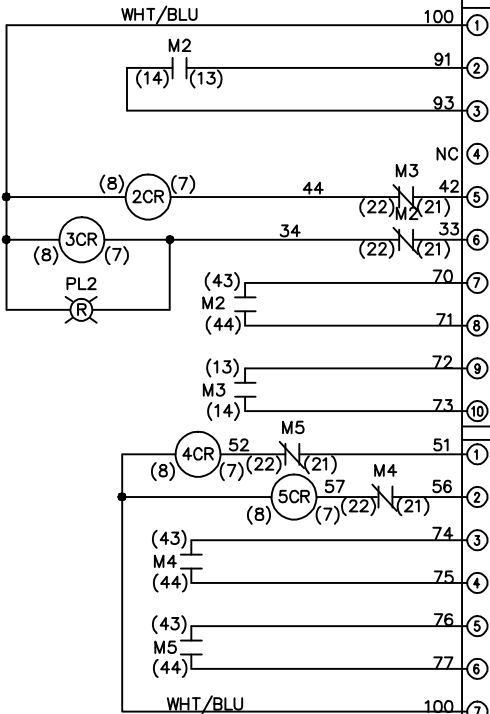 WHT/BLU 100 1
M2
(14) (13) 91 2
93 3
NC 4
M3
(8) 2CR (7) 44 (22) (21) 42 5
M2
(8) 3CR (7) 34 (22) (21) 33 6
PL2
R
(43) 70 7
M2
(44) 71 8
(13) 72 9
M3
(14) 73 10
M5
(8) 4CR (7) 52 (22) (21) 51 1
M4
(8) 5CR (7) 57 (22) (21) 56 2
(43) 74 3
M4
(44) 75 4
(43) 76 5
M5
(44) 77 6
WHT/BLU 100 7